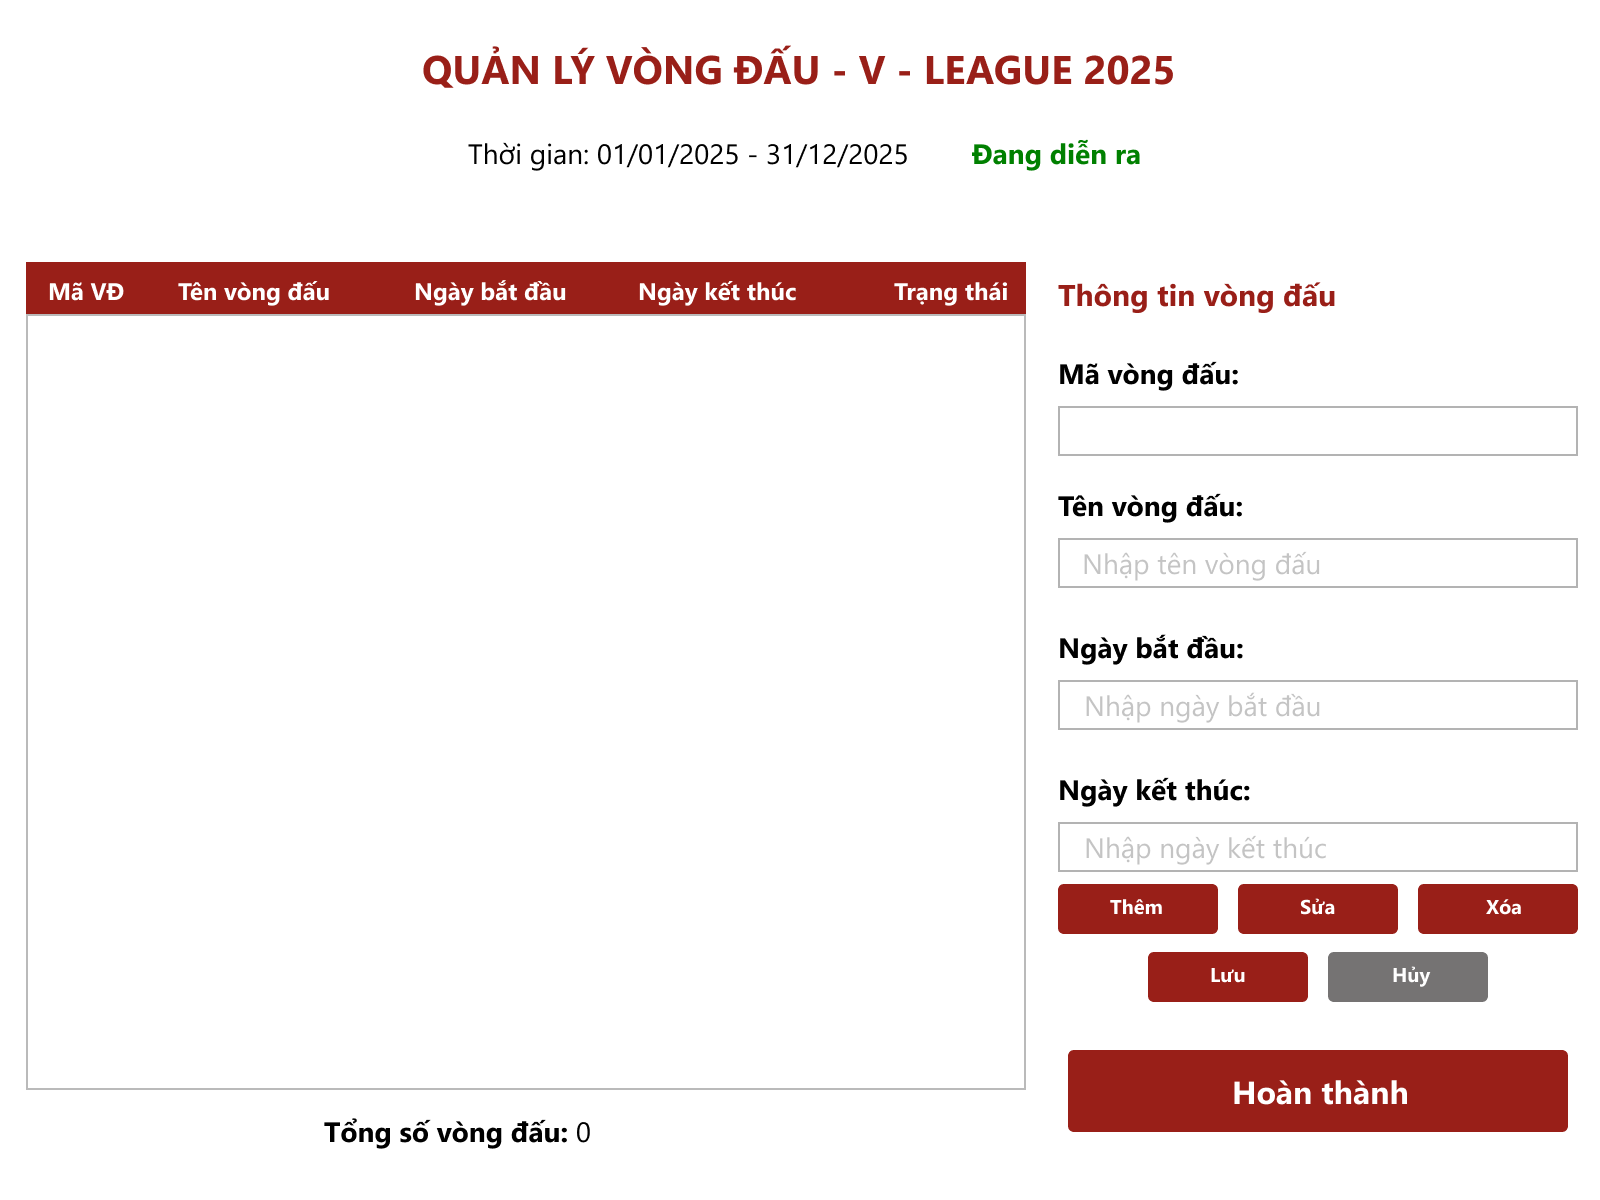 QUẢN LÝ VÒNG ĐẤU - V - LEAGUE 2025
Thời gian: 01/01/2025 - 31/12/2025 Đang diễn ra
Mã VĐ Tên vòng đấu Ngày bắt đầu Ngày kết thúc Trạng thái
Thông tin vòng đấu
Mã vòng đấu:
Tên vòng đấu:
Nhập tên vòng đấu
Ngày bắt đầu:
Nhập ngày bắt đầu
Ngày kết thúc:
Nhập ngày kết thúc
Thêm Sửa Xóa
Lưu Hủy
Hoàn thành
Tổng số vòng đấu: 0